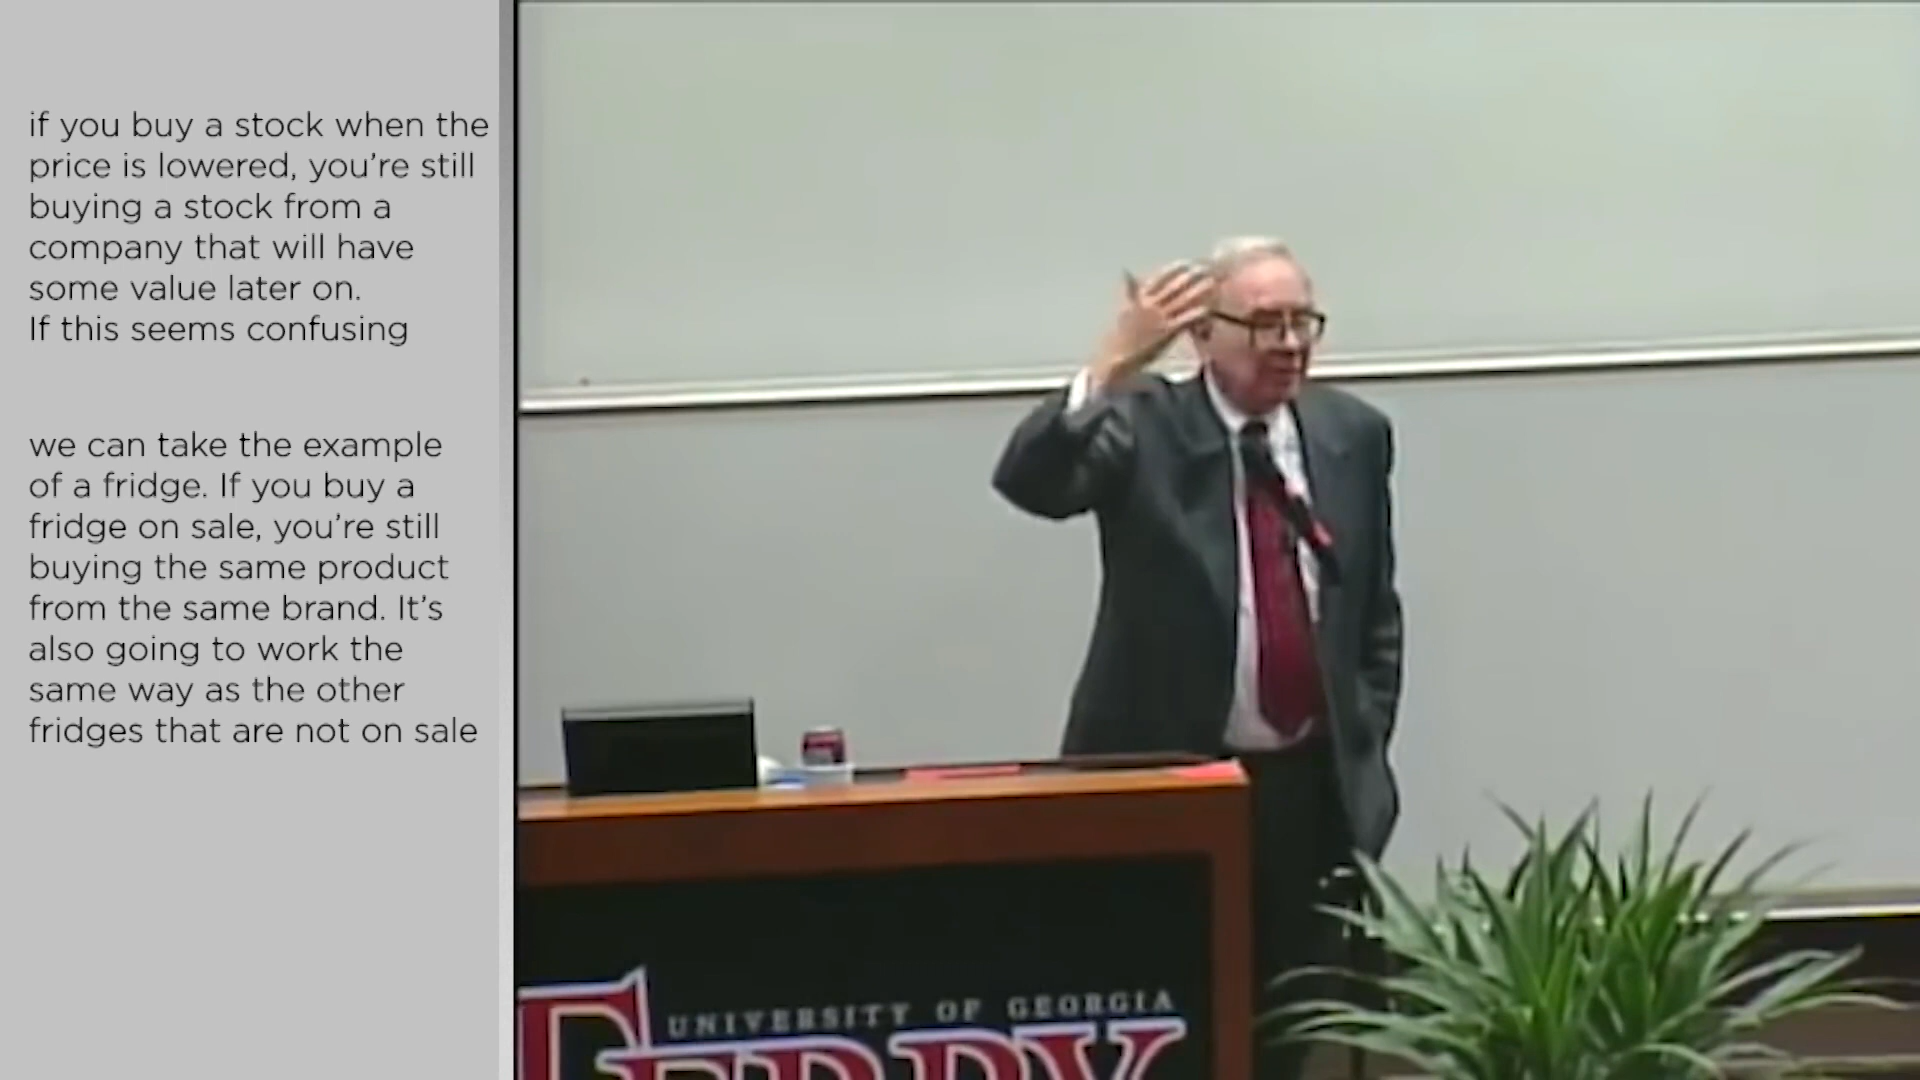 if you buy a stock when the
price is lowered, you're still
buying a stock from a
company that will have
some value later on.
If this seems confusing
we can take the example
of a fridge. If you buy a
fridge on sale, you're still
buying the same product
from the same brand. It's
also going to work the
same way as the other
fridges that are not on sale
UNIVERSITY OF GEORGIA
TERRY